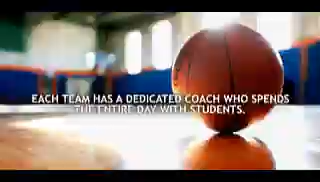 EACH TEAM HAS A DEDICATED COACH WHO SPENDS
THE ENTIRE DAY WITH STUDENTS.